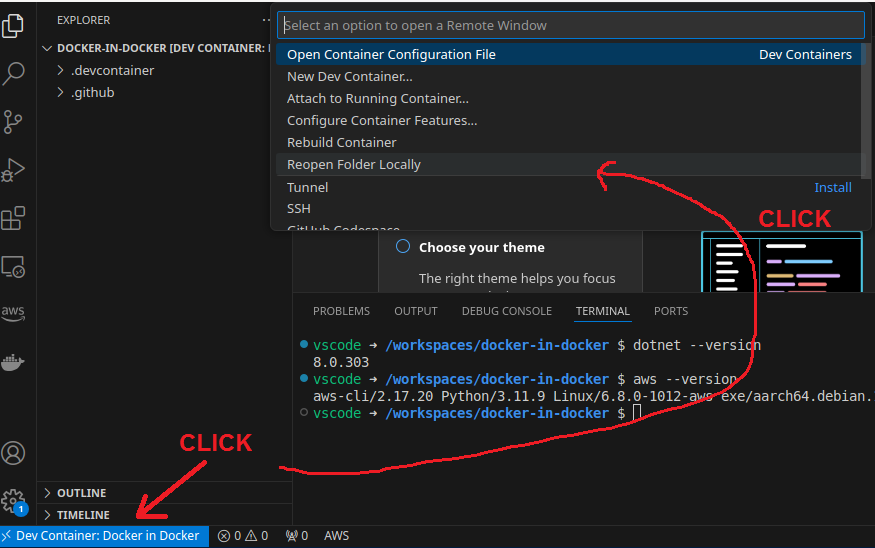 EXPLORER
Select an option to open a Remote Window
DOCKER-IN-DOCKER [DEV CONTAINER:
Open Container Configuration File Dev Containers
.devcontainer
New Dev Container...
.github
Attach to Running Container...
Configure Container Features...
Rebuild Container
Reopen Folder Locally
Tunnel Install
SSH
GitHub Codespace
CLICK
Choose your theme
The right theme helps you focus
PROBLEMS OUTPUT DEBUG CONSOLE TERMINAL PORTS
aws
vscode ➜ /workspaces/docker-in-docker $ dotnet --version
8.0.303
vscode ➜ /workspaces/docker-in-docker $ aws --version
aws-cli/2.17.20 Python/3.11.9 Linux/6.8.0-1012-aws exe/aarch64.debian.
vscode ➜ /workspaces/docker-in-docker $
CLICK
OUTLINE
1
TIMELINE
Dev Container: Docker in Docker 0 0 0 AWS